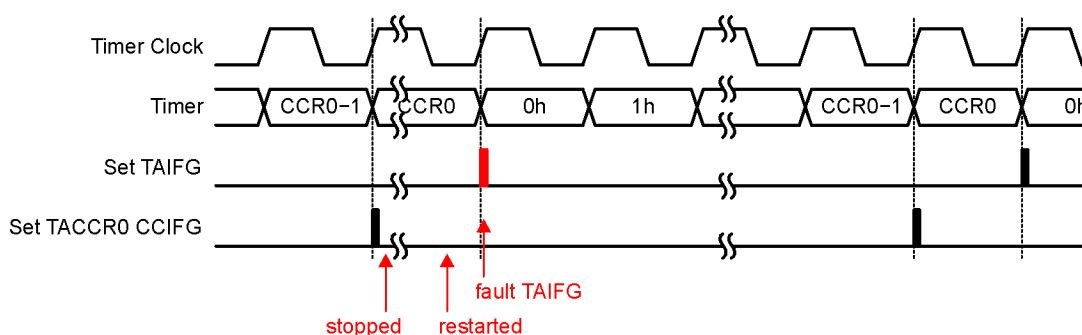 Timer Clock
Timer CCR0−1 CCR0 0h 1h CCR0−1 CCR0 0h
Set TAIFG
Set TACCR0 CCIFG
fault TAIFG
stopped restarted